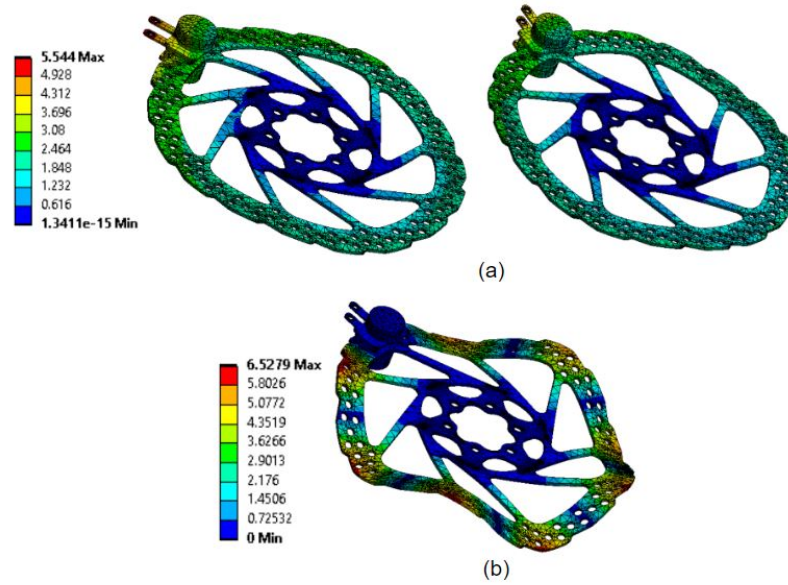 5.544 Max
4.928
4.312
3.696
3.08
2.464
1.848
1.232
0.616
1.3411e-15 Min
(a)
6.5279 Max
5.8026
5.0772
4.3519
3.6266
2.9013
2.176
1.4506
0.72532
0 Min
(b)